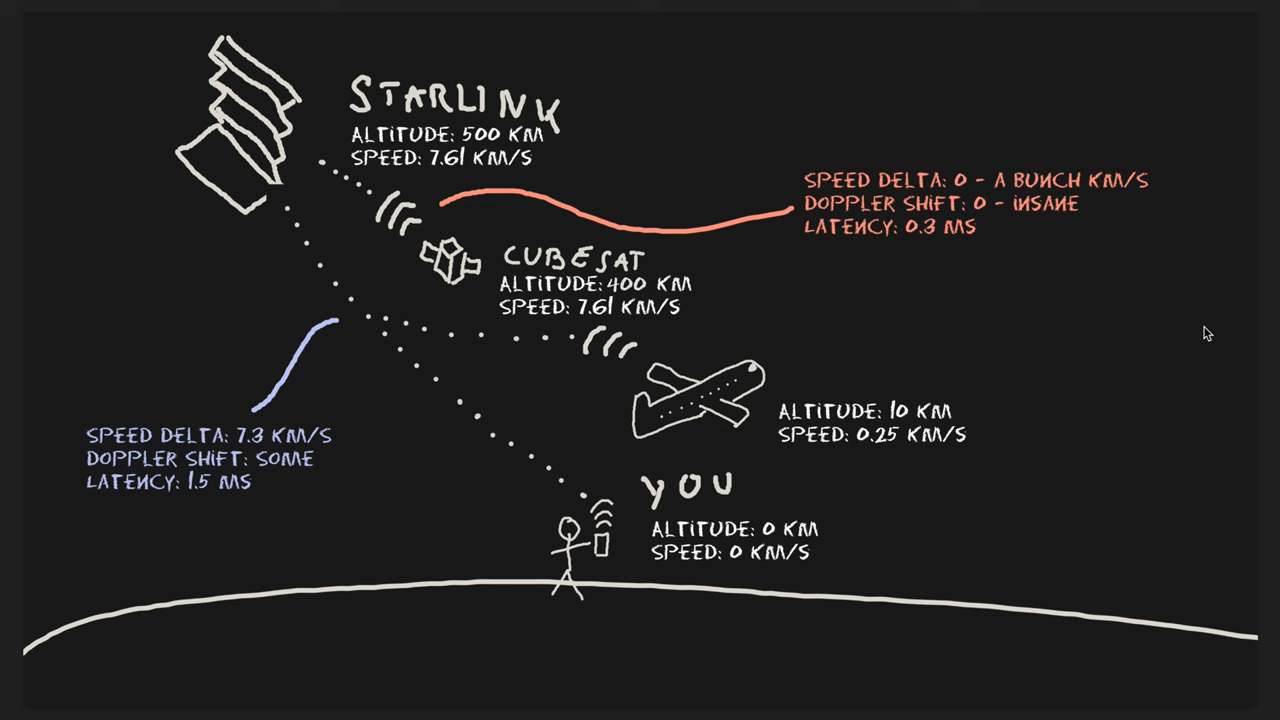 STARLINK
ALTITUDE: 500 KM
SPEED: 7.61 KM/S
SPEED DELTA: 0 - A BUNCH KM/S
DOPPLER SHIFT: 0 - INSANE
LATENCY: 0.3 MS
CUBESAT
ALTITUDE: 400 KM
SPEED: 7.61 KM/S
ALTITUDE: 10 KM
SPEED: 0.25 KM/S
SPEED DELTA: 7.3 KM/S
DOPPLER SHIFT: SOME
LATENCY: 1.5 MS
YOU
ALTITUDE: 0 KM
SPEED: 0 KM/S